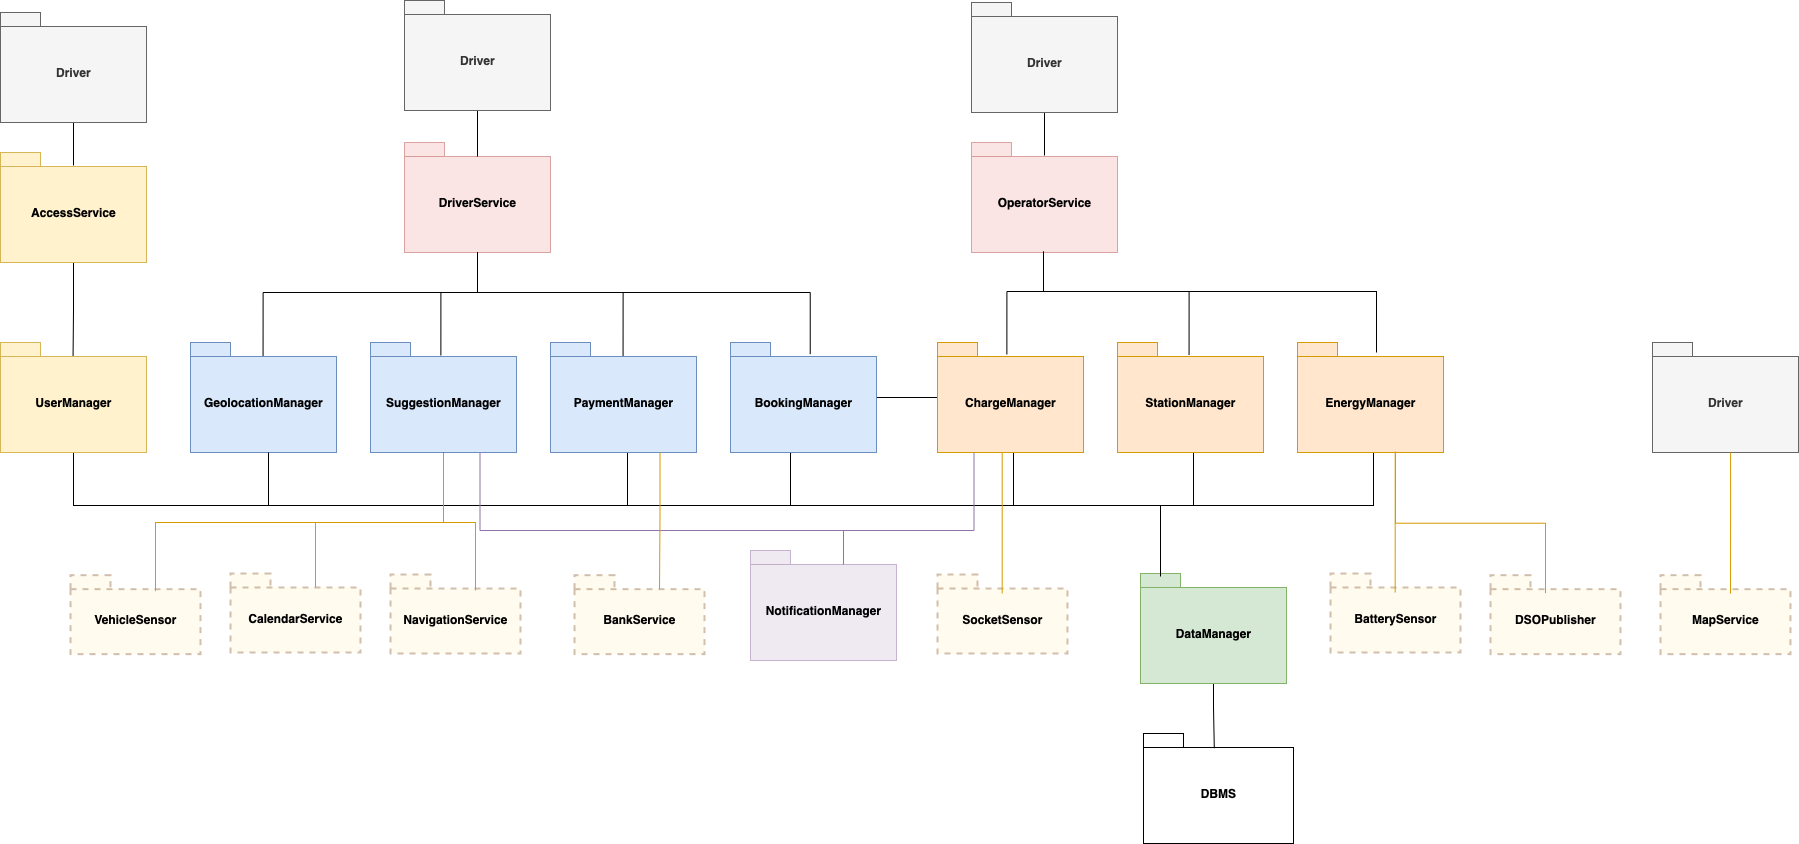 Driver
Driver
Driver
AccessService
DriverService
OperatorService
UserManager
GeolocationManager
SuggestionManager
PaymentManager
BookingManager
ChargeManager
StationManager
EnergyManager
Driver
VehicleSensor
CalendarService
NavigationService
BankService
NotificationManager
SocketSensor
DataManager
BatterySensor
DSOPublisher
MapService
DBMS